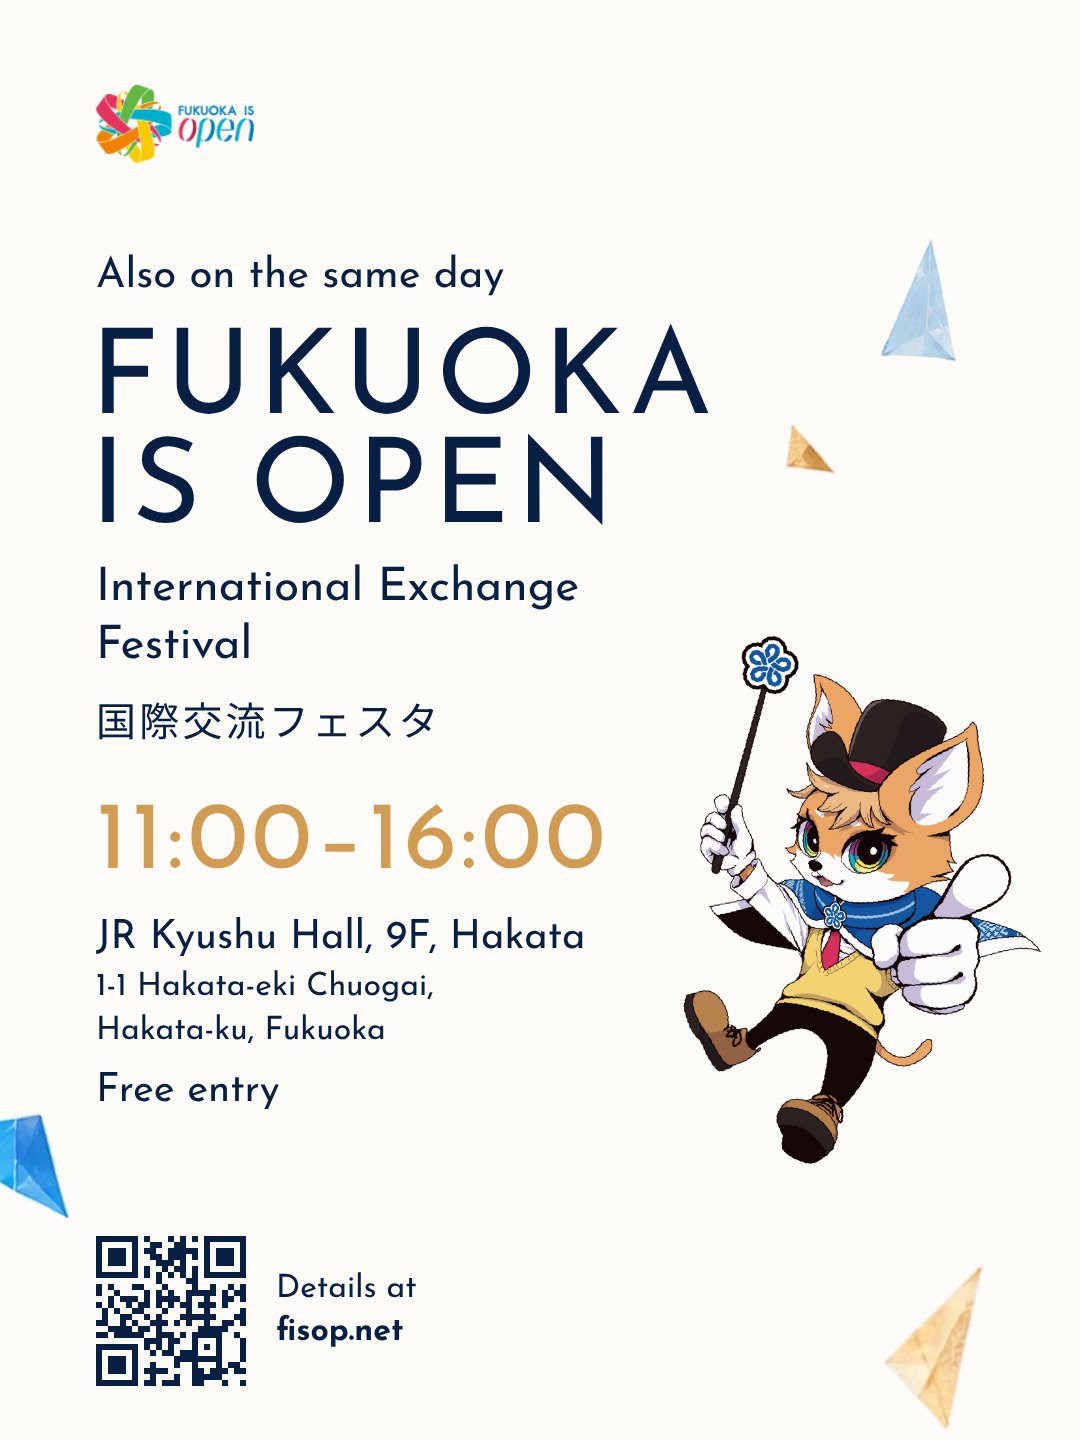 FUKUOKA IS
open
Also on the same day
FUKUOKA
IS OPEN
International Exchange
Festival
国際交流フェスタ
11:00–16:00
JR Kyushu Hall, 9F, Hakata
1-1 Hakata-eki Chuogai,
Hakata-ku, Fukuoka
Free entry
Details at
fisop.net